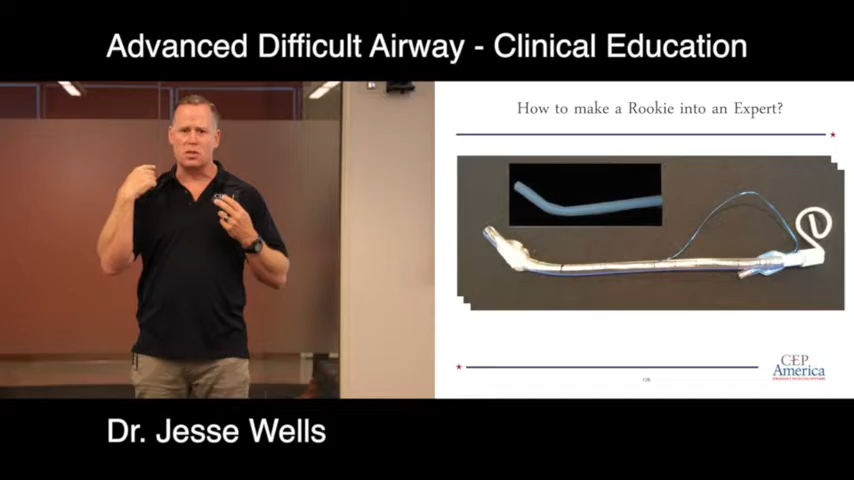 Advanced Difficult Airway - Clinical Education
How to make a Rookie into an Expert?
CEP
America
Dr. Jesse Wells